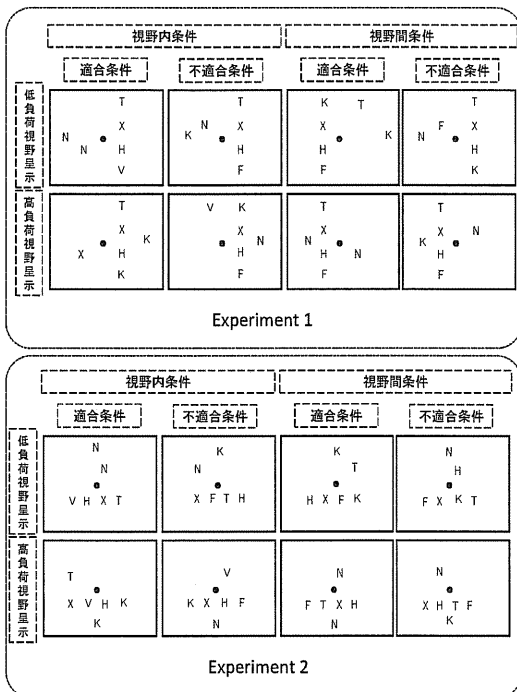 視野内条件 視野間条件
適合条件 不適合条件 適合条件 不適合条件
低負荷視野呈示
T T K T T
X X X F X
N N K K N
N H H H H
V F F K
高負荷視野呈示
T V K T T
X X X X N
K N N K
X H H H N H
K F F F
Experiment 1
視野内条件 視野間条件
適合条件 不適合条件 適合条件 不適合条件
低負荷視野呈示
N K K N
N N T H
V H X T X F T H H X F K F X K T
高負荷視野呈示
T V N N
X V H K K X H F F T X H X H T F
K N N K
Experiment 2